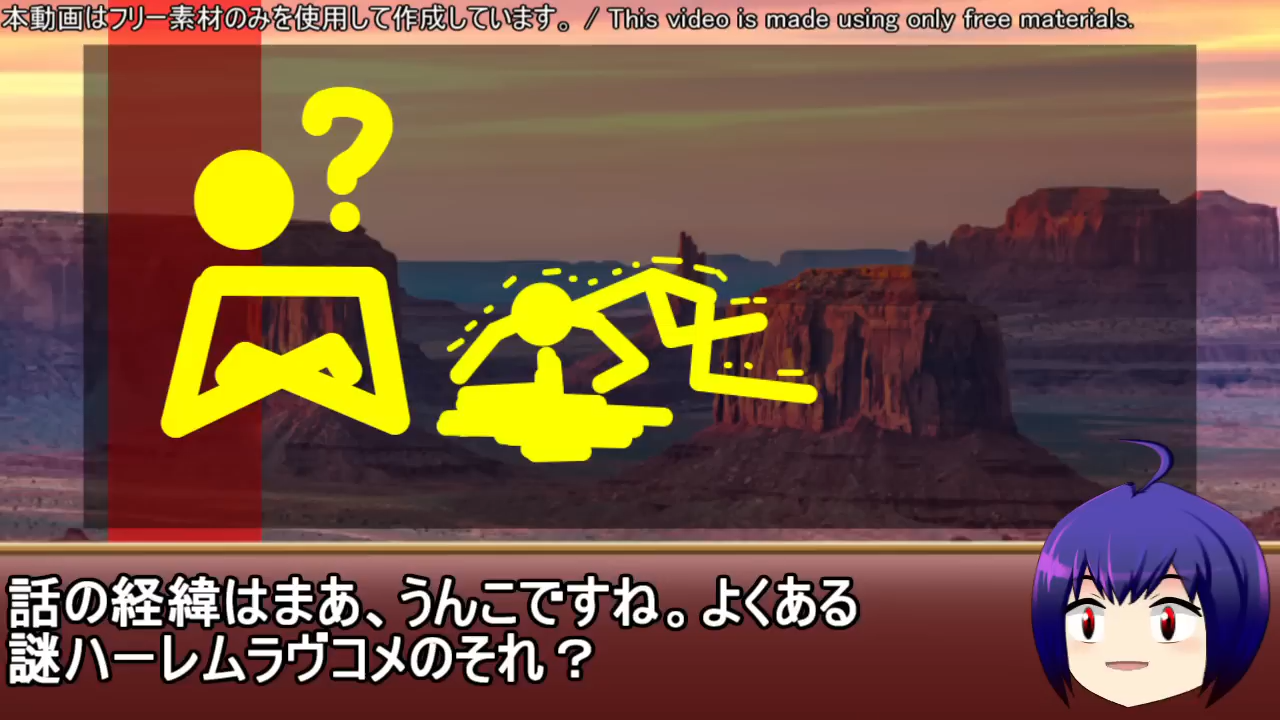 本動画はフリー素材のみを使用して作成しています。 / This video is made using only free materials.
?
話の経緯はまあ、うんこですね。よくある
謎ハーレムラヴコメのそれ？